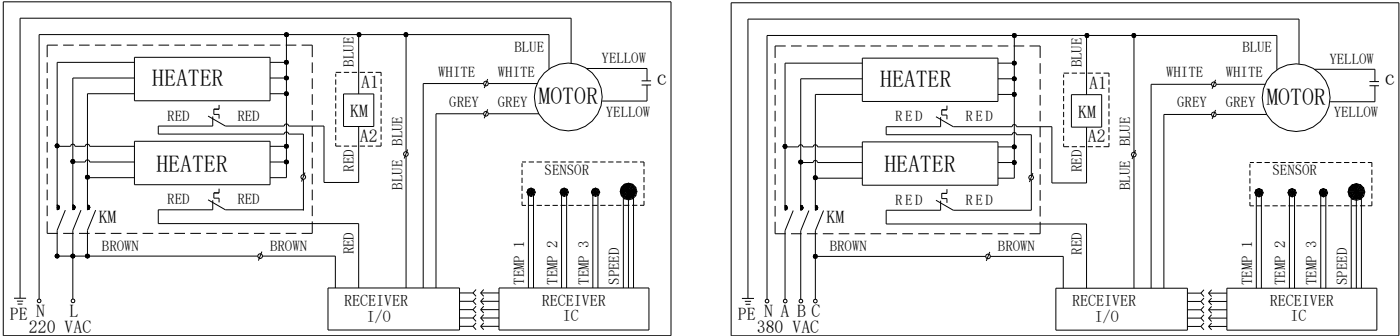 BLUE
BLUE
YELLOW
HEATER
WHITE
WHITE
C
A1
KM
MOTOR
RED
RED
GREY
GREY
YELLOW
A2
BLUE
HEATER
RED
BLUE
SENSOR
RED
RED
KM
BROWN
BROWN
RED
TEMP 1
TEMP 2
TEMP 3
SPEED
PE
N
L
220 VAC
RECEIVER
I/O
RECEIVER
IC
BLUE
BLUE
YELLOW
HEATER
WHITE
WHITE
C
A1
KM
MOTOR
RED
RED
GREY
GREY
YELLOW
A2
BLUE
HEATER
RED
BLUE
SENSOR
RED
RED
KM
BROWN
BROWN
RED
TEMP 1
TEMP 2
TEMP 3
SPEED
PE
N A B C
380 VAC
RECEIVER
I/O
RECEIVER
IC